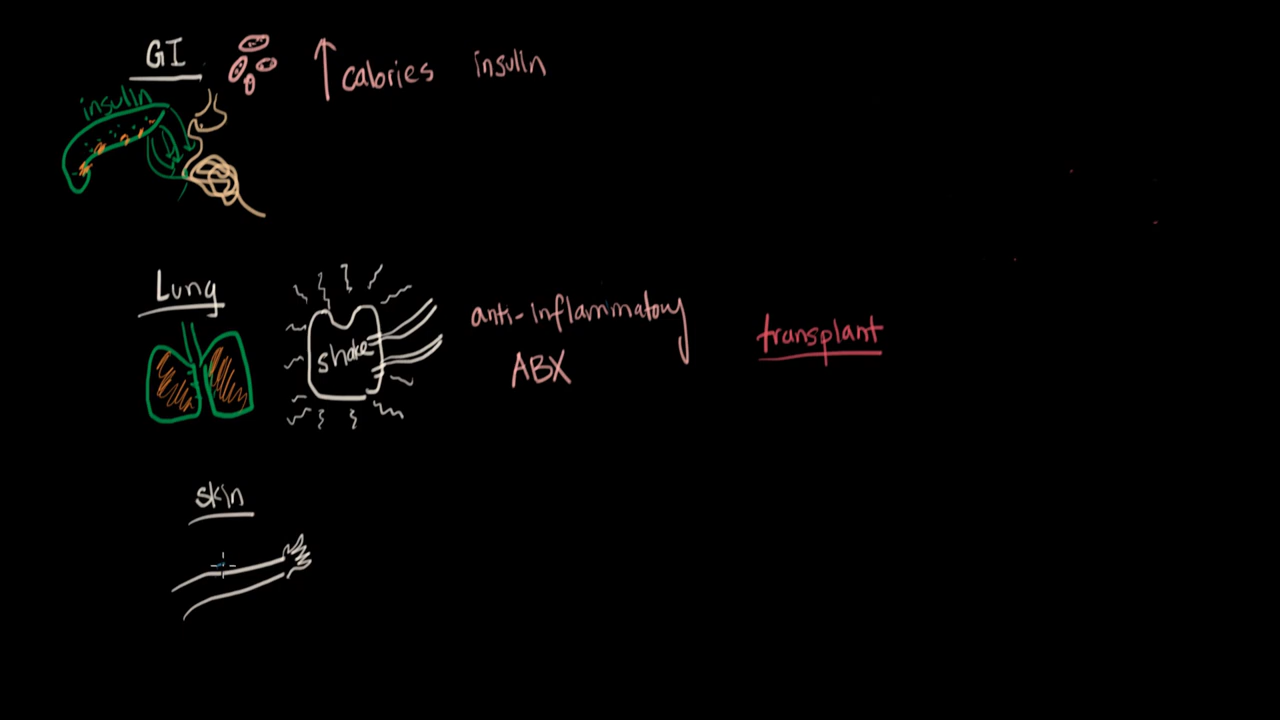 GI
↑ calories insulin
insulin
Lung
shake
anti-inflammatory
ABX
transplant
skin